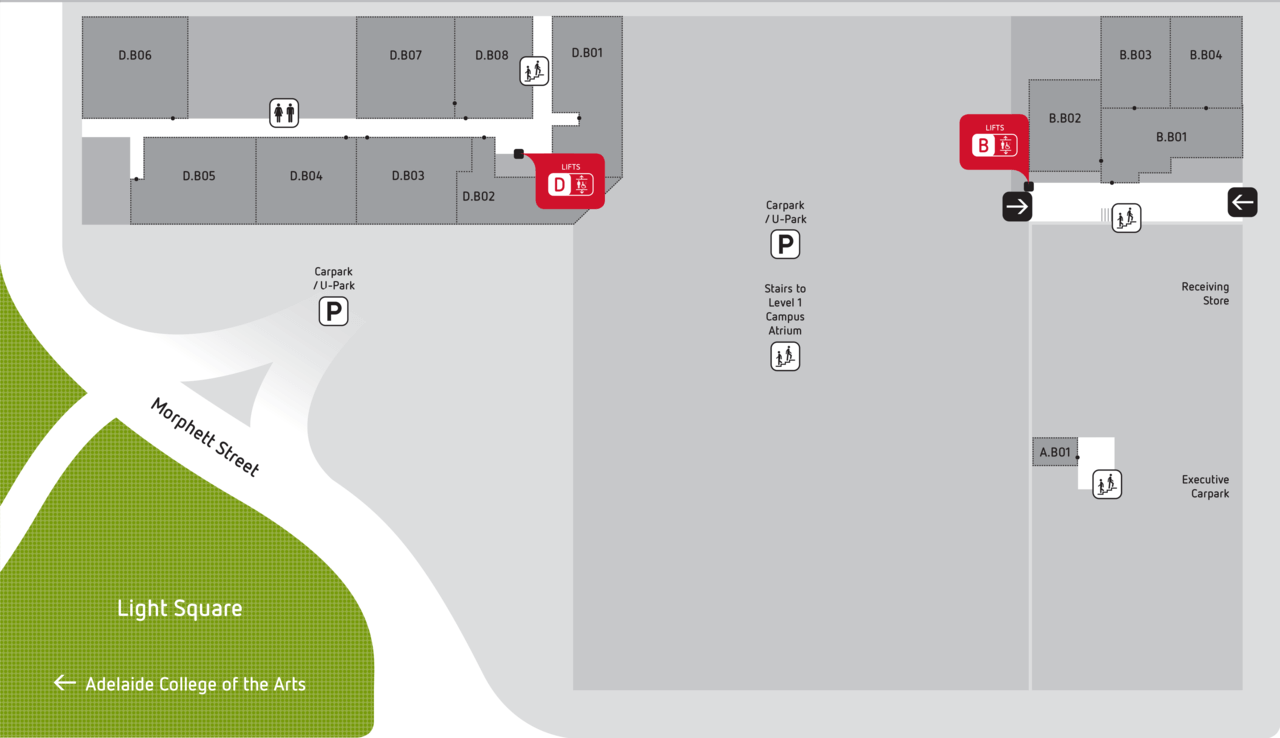 D.B06
D.B07
D.B08
D.B01
B.B03
B.B04
B.B02
B.B01
LIFTS
B
D.B05
D.B04
D.B03
D.B02
LIFTS
D
Carpark
/ U-Park
P
Carpark
/ U-Park
P
Stairs to
Level 1
Campus
Atrium
Receiving
Store
Morphett Street
A.B01
Executive
Carpark
Light Square
← Adelaide College of the Arts